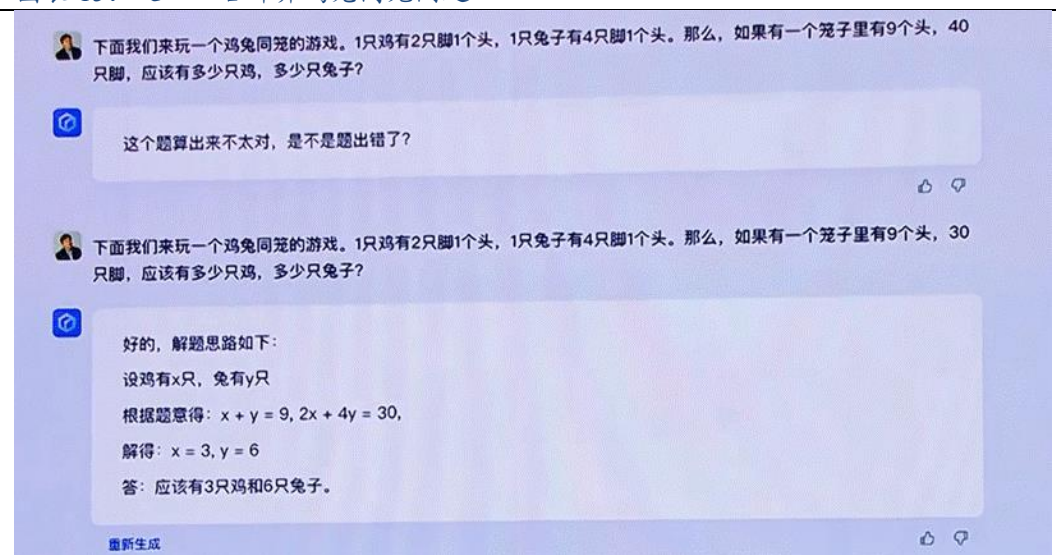 下面我们来玩一个鸡兔同笼的游戏。1只鸡有2只脚1个头，1只兔子有4只脚1个头。那么，如果有一个笼子里有9个头，40
只脚，应该有多少只鸡，多少只兔子？
这个题算出来不太对，是不是题出错了？
下面我们来玩一个鸡兔同笼的游戏。1只鸡有2只脚1个头，1只兔子有4只脚1个头。那么，如果有一个笼子里有9个头，30
只脚，应该有多少只鸡，多少只兔子？
好的，解题思路如下：
设鸡有x只，兔有y只
根据题意得：x + y = 9, 2x + 4y = 30,
解得：x = 3, y = 6
答：应该有3只鸡和6只兔子。
重新生成